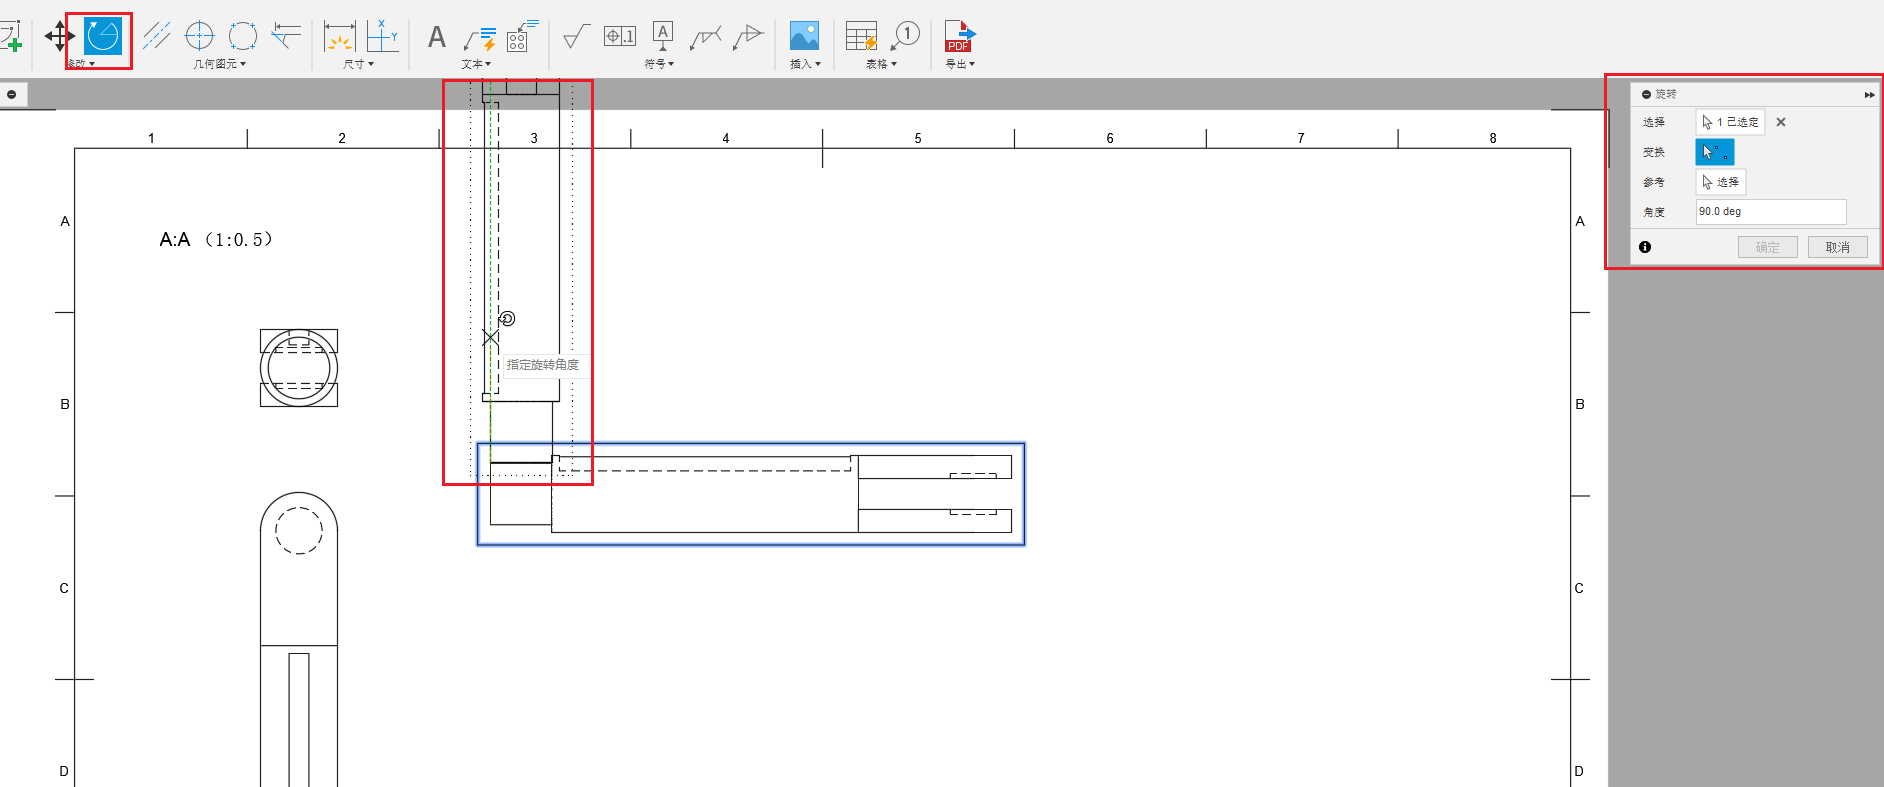 修改▾ 几何图元▾ 尺寸▾ 文本▾ 符号▾ 插入▾ 表格▾ 导出▾
X
Y
A
.1
A
1
PDF
旋转
选择 1 已选定
变换
参考 选择
角度 90.0 deg
确定 取消
1 2 3 4 5 6 7 8
A A
A:A （1:0.5）
指定旋转角度
B B
C C
D D